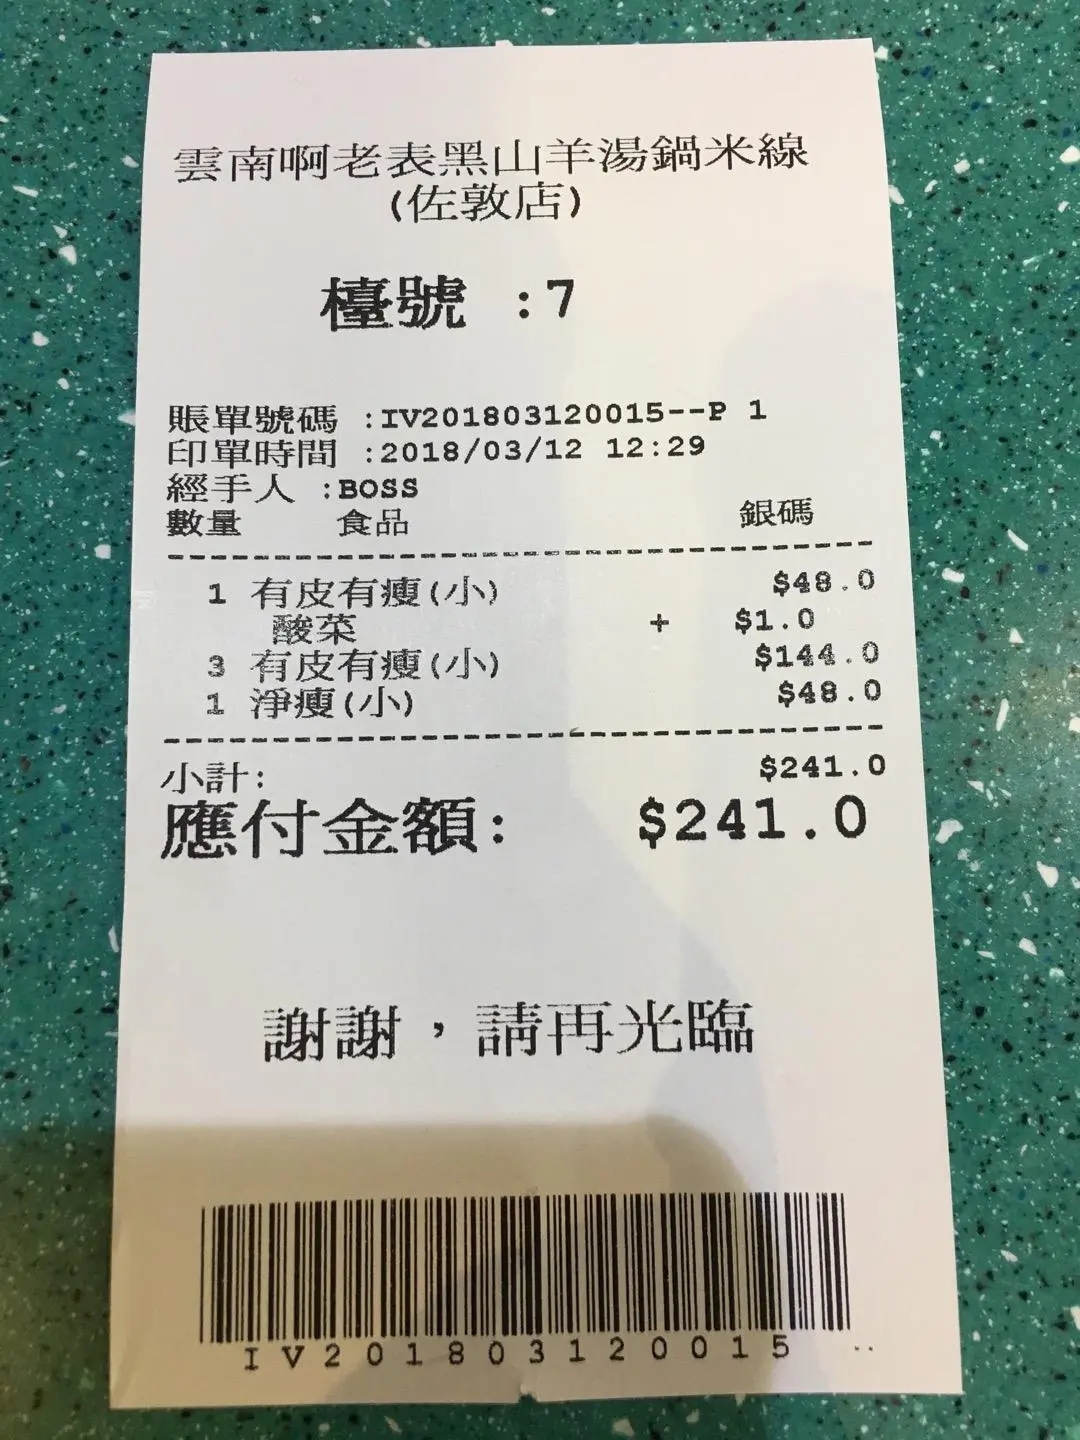 雲南啊老表黑山羊湯鍋米線
(佐敦店)
檯號 :7
賬單號碼 :IV201803120015--P 1
印單時間 :2018/03/12 12:29
經手人 :BOSS
數量 食品 銀碼
1 有皮有瘦(小) $48.0
酸菜 + $1.0
3 有皮有瘦(小) $144.0
1 淨瘦(小) $48.0
小計: $241.0
應付金額: $241.0
謝謝，請再光臨
IV201803120015